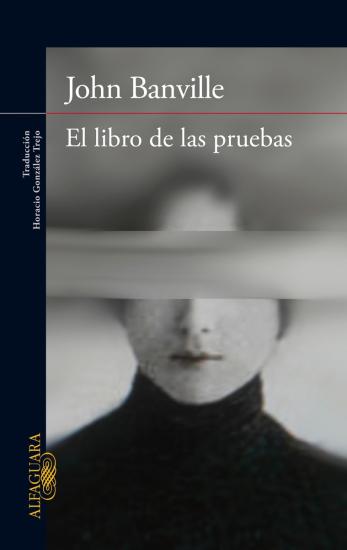 John Banville
El libro de las pruebas
Traducción
Horacio González Trejo
ALFAGUARA